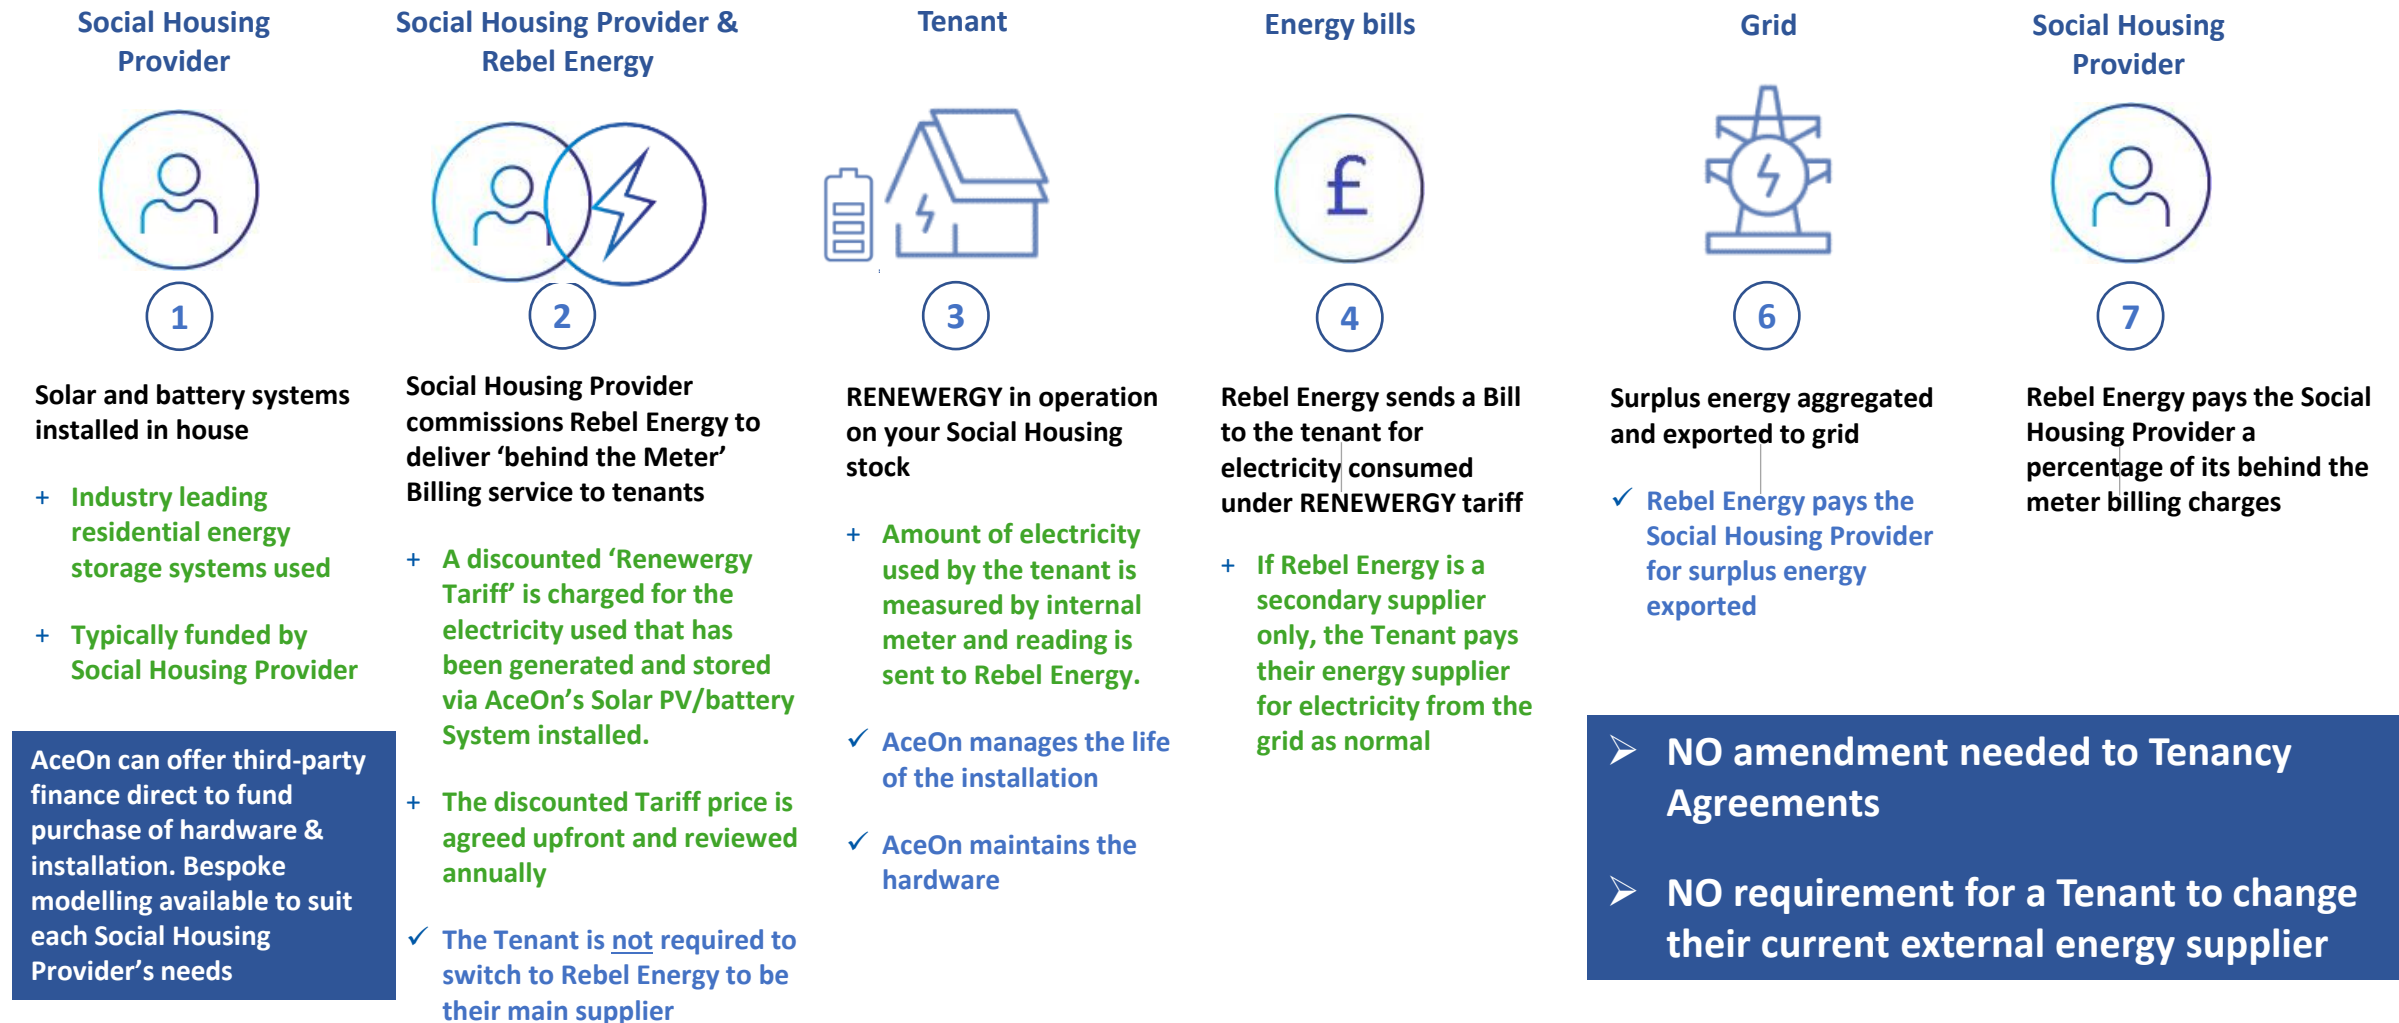 Social Housing
Provider
1
Solar and battery systems
installed in house
+ Industry leading
residential energy
storage systems used
+ Typically funded by
Social Housing Provider
AceOn can offer third-party
finance direct to fund
purchase of hardware &
installation. Bespoke
modelling available to suit
each Social Housing
Provider's needs
Social Housing Provider &
Rebel Energy
2
Social Housing Provider
commissions Rebel Energy to
deliver ‘behind the Meter’
Billing service to tenants
+ A discounted ‘Renewergy
Tariff’ is charged for the
electricity used that has
been generated and stored
via AceOn’s Solar PV/battery
System installed.
+ The discounted Tariff price is
agreed upfront and reviewed
annually
✓ The Tenant is not required to
switch to Rebel Energy to be
their main supplier
Tenant
3
RENEWERGY in operation
on your Social Housing
stock
+ Amount of electricity
used by the tenant is
measured by internal
meter and reading is
sent to Rebel Energy.
✓ AceOn manages the life
of the installation
✓ AceOn maintains the
hardware
Energy bills
£
4
Rebel Energy sends a Bill
to the tenant for
electricity consumed
under RENEWERGY tariff
+ If Rebel Energy is a
secondary supplier
only, the Tenant pays
their energy supplier
for electricity from the
grid as normal
Grid
6
Surplus energy aggregated
and exported to grid
✓ Rebel Energy pays the
Social Housing Provider
for surplus energy
exported
Social Housing
Provider
7
Rebel Energy pays the Social
Housing Provider a
percentage of its behind the
meter billing charges
➢ NO amendment needed to Tenancy
Agreements
➢ NO requirement for a Tenant to change
their current external energy supplier